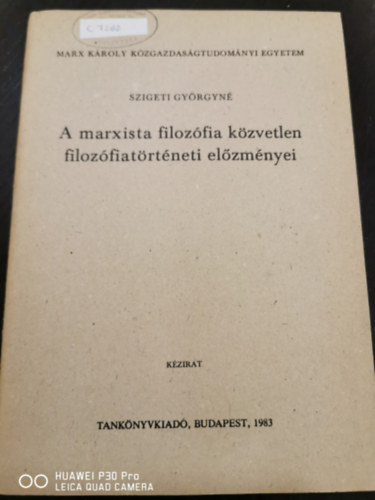 MARX KÁROLY KÖZGAZDASÁGTUDOMÁNYI EGYETEM
SZIGETI GYÖRGYNÉ
A marxista filozófia közvetlen
filozófiatörténeti előzményei
KÉZIRAT
TANKÖNYVKIADÓ, BUDAPEST, 1983
HUAWEI P30 Pro
LEICA QUAD CAMERA